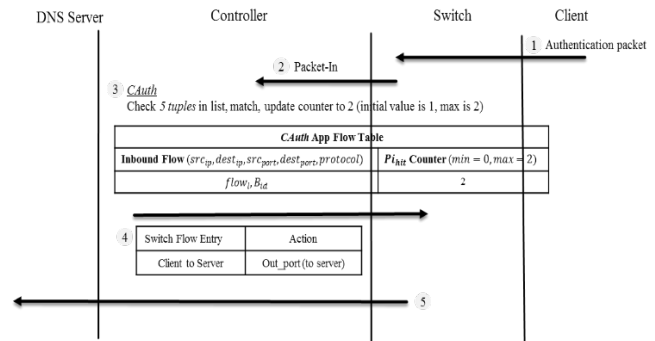 DNS Server Controller Switch Client
1 Authentication packet
2 Packet-In
3 CAuth
Check 5 tuples in list, match, update counter to 2 (initial value is 1, max is 2)
CAuth App Flow Table
Inbound Flow (src_ip, dest_ip, src_port, dest_port, protocol) Pi_hit Counter (min = 0, max = 2)
flow_i, B_id 2
4 Switch Flow Entry Action
Client to Server Out_port (to server)
5